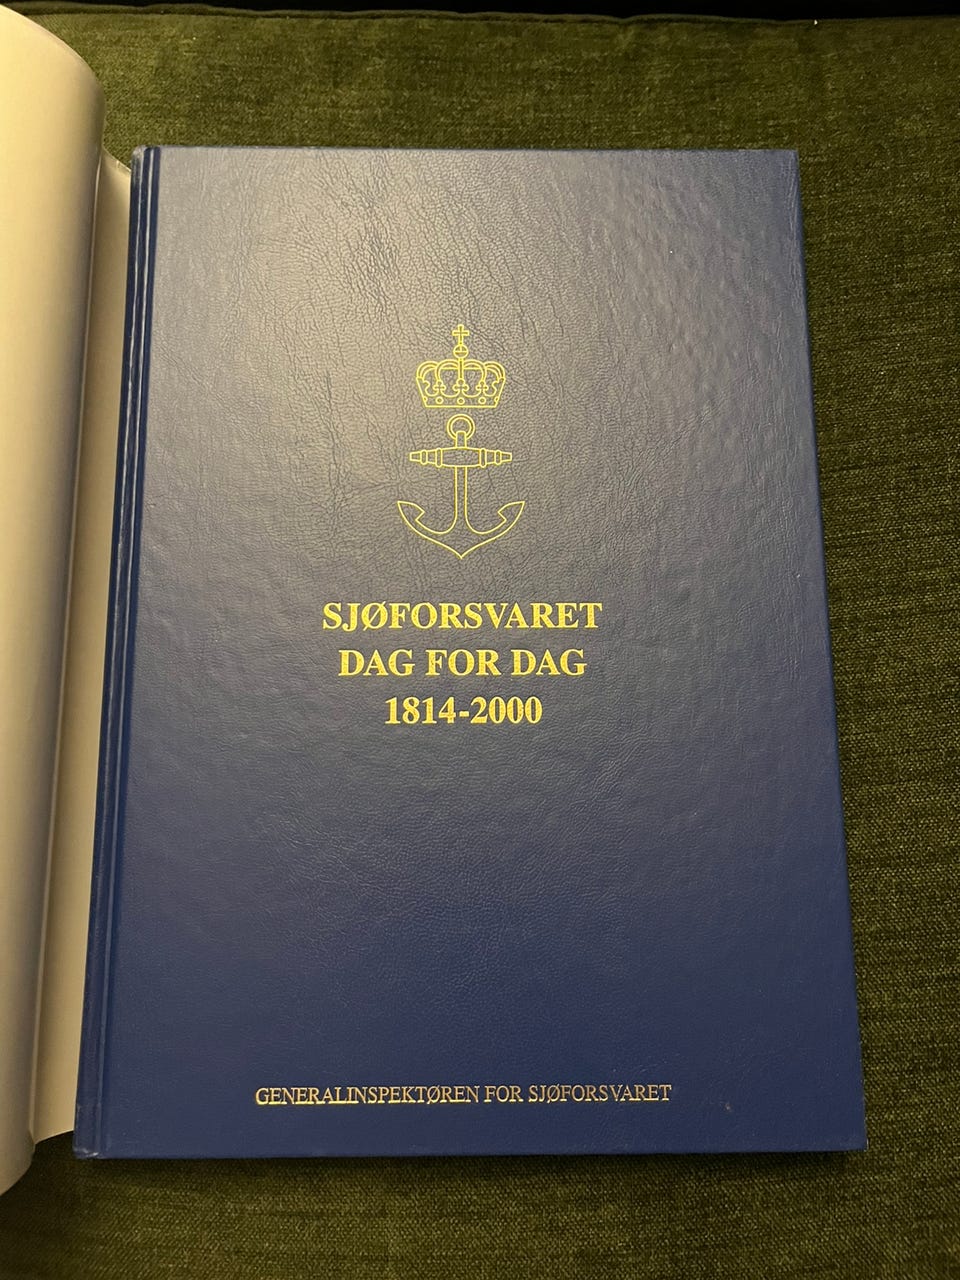 SJØFORSVARET
DAG FOR DAG
1814-2000
GENERALINSPEKTØREN FOR SJØFORSVARET